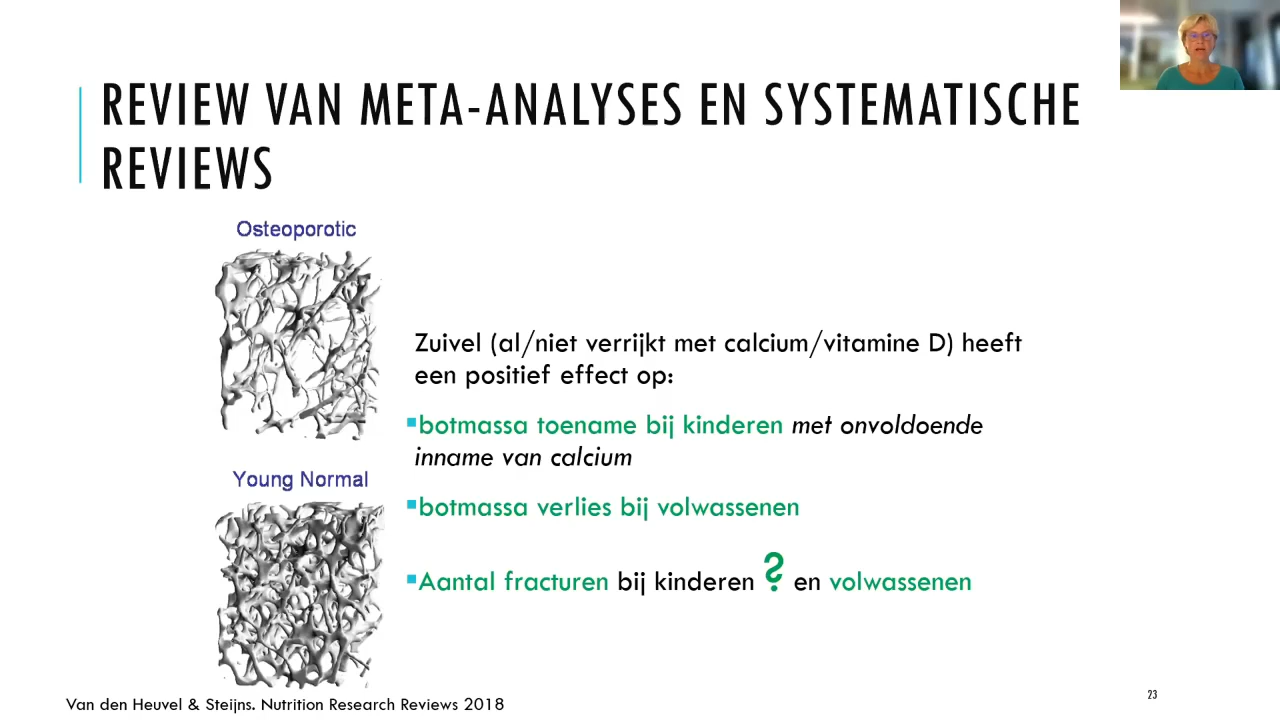 REVIEW VAN META-ANALYSES EN SYSTEMATISCHE
REVIEWS
Osteoporotic
Zuivel (al/niet verrijkt met calcium/vitamine D) heeft
een positief effect op:
▪botmassa toename bij kinderen met onvoldoende
inname van calcium
Young Normal
▪botmassa verlies bij volwassenen
▪Aantal fracturen bij kinderen ? en volwassenen
Van den Heuvel & Steijns. Nutrition Research Reviews 2018
23